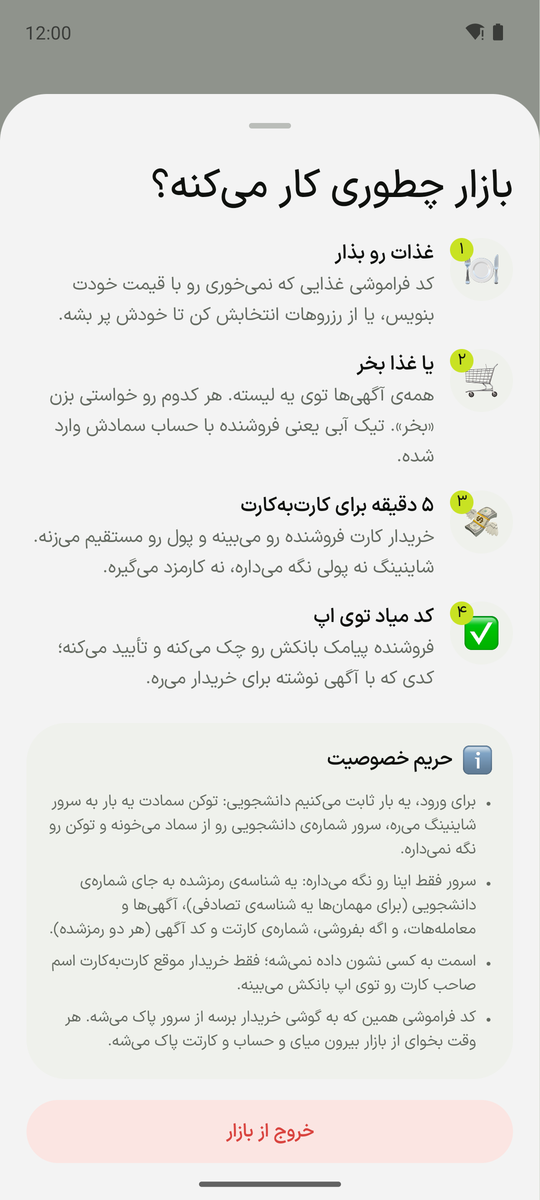 12:00
بازار چطوری کار می‌کنه؟
۱
غذات رو بذار
کد فراموشی غذایی که نمی‌خوری رو با قیمت خودت
بنویس، یا از رزروهات انتخابش کن تا خودش پر بشه.
۲
یا غذا بخر
همه‌ی آگهی‌ها توی یه لیسته. هر کدوم رو خواستی بزن
«بخر». تیک آبی یعنی فروشنده با حساب سمادش وارد
شده.
۳
۵ دقیقه برای کارت‌به‌کارت
خریدار کارت فروشنده رو می‌بینه و پول رو مستقیم می‌زنه.
شاینینگ نه پولی نگه می‌داره، نه کارمزد می‌گیره.
۴
کد میاد توی اپ
فروشنده پیامک بانکش رو چک می‌کنه و تأیید می‌کنه؛
کدی که با آگهی نوشته برای خریدار می‌ره.
حریم خصوصیت
• برای ورود، یه بار ثابت می‌کنیم دانشجویی: توکن سمادت یه بار به سرور
شاینینگ می‌ره، سرور شماره‌ی دانشجویی رو از سماد می‌خونه و توکن رو
نگه نمی‌داره.
• سرور فقط اینا رو نگه می‌داره: یه شناسه‌ی رمزشده به جای شماره‌ی
دانشجویی (برای مهمان‌ها یه شناسه‌ی تصادفی)، آگهی‌ها و
معامله‌هات، و اگه بفروشی، شماره‌ی کارتت و کد آگهی (هر دو رمزشده).
• اسمت به کسی نشون داده نمی‌شه؛ فقط خریدار موقع کارت‌به‌کارت اسم
صاحب کارت رو توی اپ بانکش می‌بینه.
• کد فراموشی همین که به گوشی خریدار برسه از سرور پاک می‌شه. هر
وقت بخوای از بازار بیرون میای و حساب و کارتت پاک می‌شه.
خروج از بازار